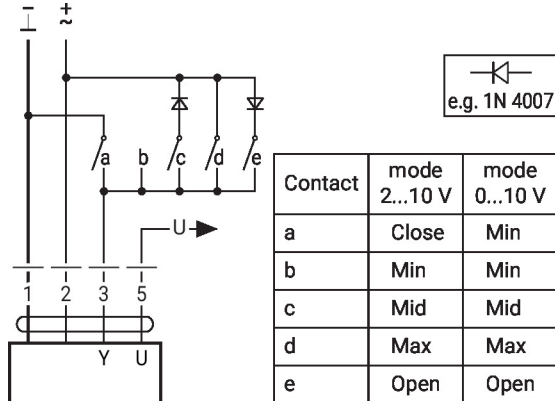 – +
⊥ ~
e.g. 1N 4007
a b c d e
U
1 2 3 5
Y U
Contact mode 2...10 V mode 0...10 V
a Close Min
b Min Min
c Mid Mid
d Max Max
e Open Open